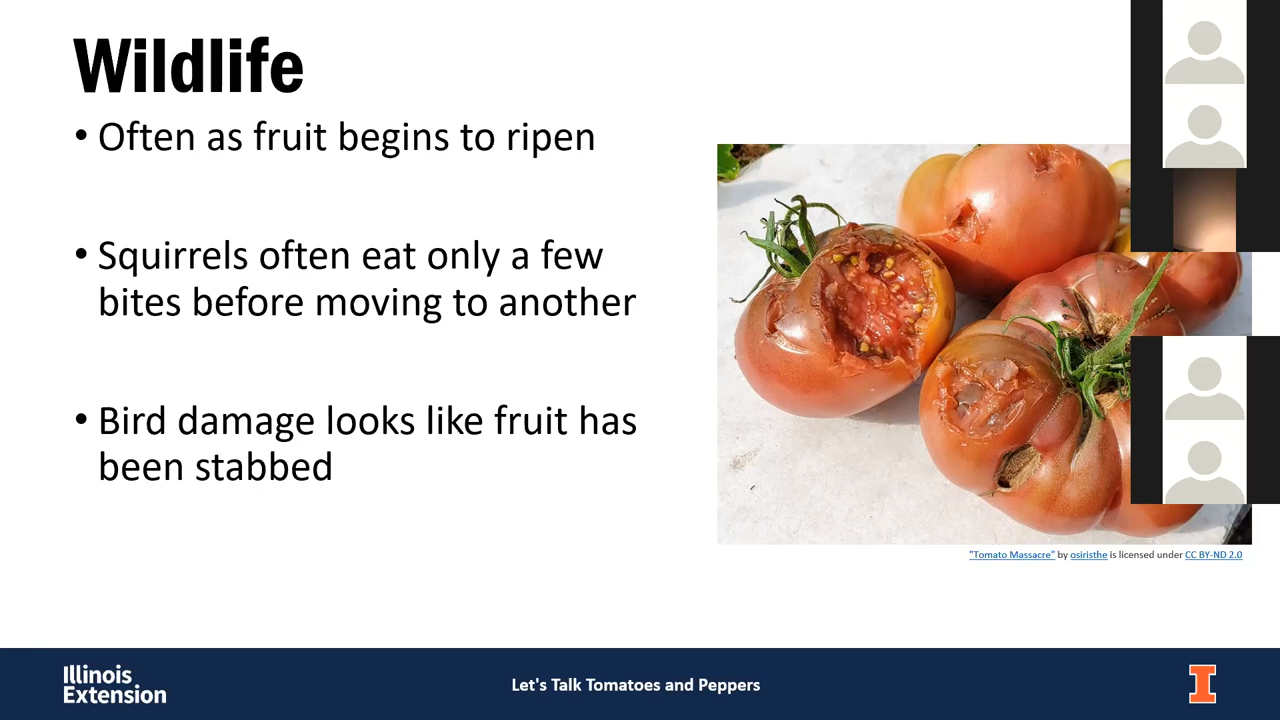 Wildlife
• Often as fruit begins to ripen
• Squirrels often eat only a few
bites before moving to another
• Bird damage looks like fruit has
been stabbed
"Tomato Massacre" by osiristhe is licensed under CC BY-ND 2.0
Illinois
Extension
Let's Talk Tomatoes and Peppers
I